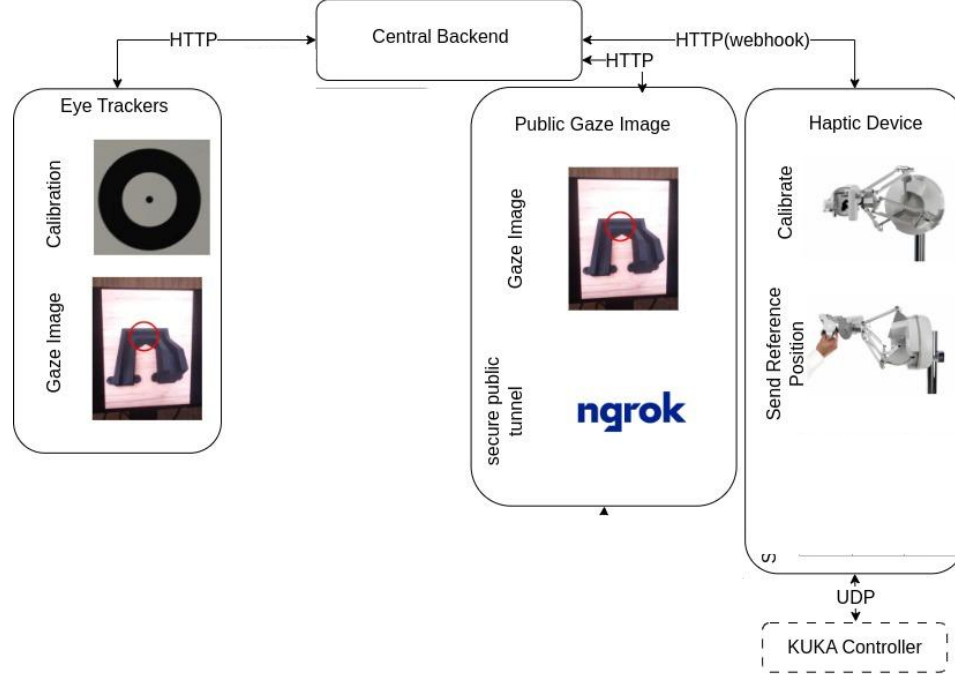 Central Backend
HTTP
HTTP(webhook)
HTTP
Eye Trackers
Calibration
Gaze Image
Public Gaze Image
Gaze Image
secure public
tunnel
ngrok
Haptic Device
Calibrate
Send Reference
Position
UDP
KUKA Controller